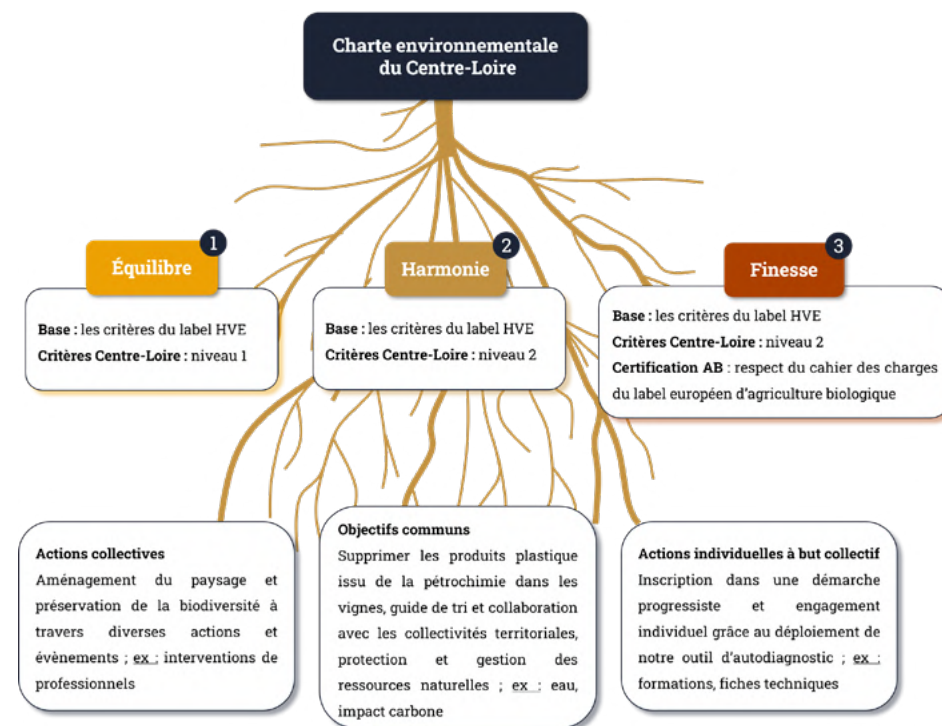 Charte environnementale
du Centre-Loire
1
Équilibre
Base : les critères du label HVE
Critères Centre-Loire : niveau 1
2
Harmonie
Base : les critères du label HVE
Critères Centre-Loire : niveau 2
3
Finesse
Base : les critères du label HVE
Critères Centre-Loire : niveau 2
Certification AB : respect du cahier des charges
du label européen d'agriculture biologique
Actions collectives
Aménagement du paysage et
préservation de la biodiversité à
travers diverses actions et
évènements ; ex : interventions de
professionnels
Objectifs communs
Supprimer les produits plastique
issu de la pétrochimie dans les
vignes, guide de tri et collaboration
avec les collectivités territoriales,
protection et gestion des
ressources naturelles ; ex : eau,
impact carbone
Actions individuelles à but collectif
Inscription dans une démarche
progressiste et engagement
individuel grâce au déploiement de
notre outil d'autodiagnostic ; ex :
formations, fiches techniques